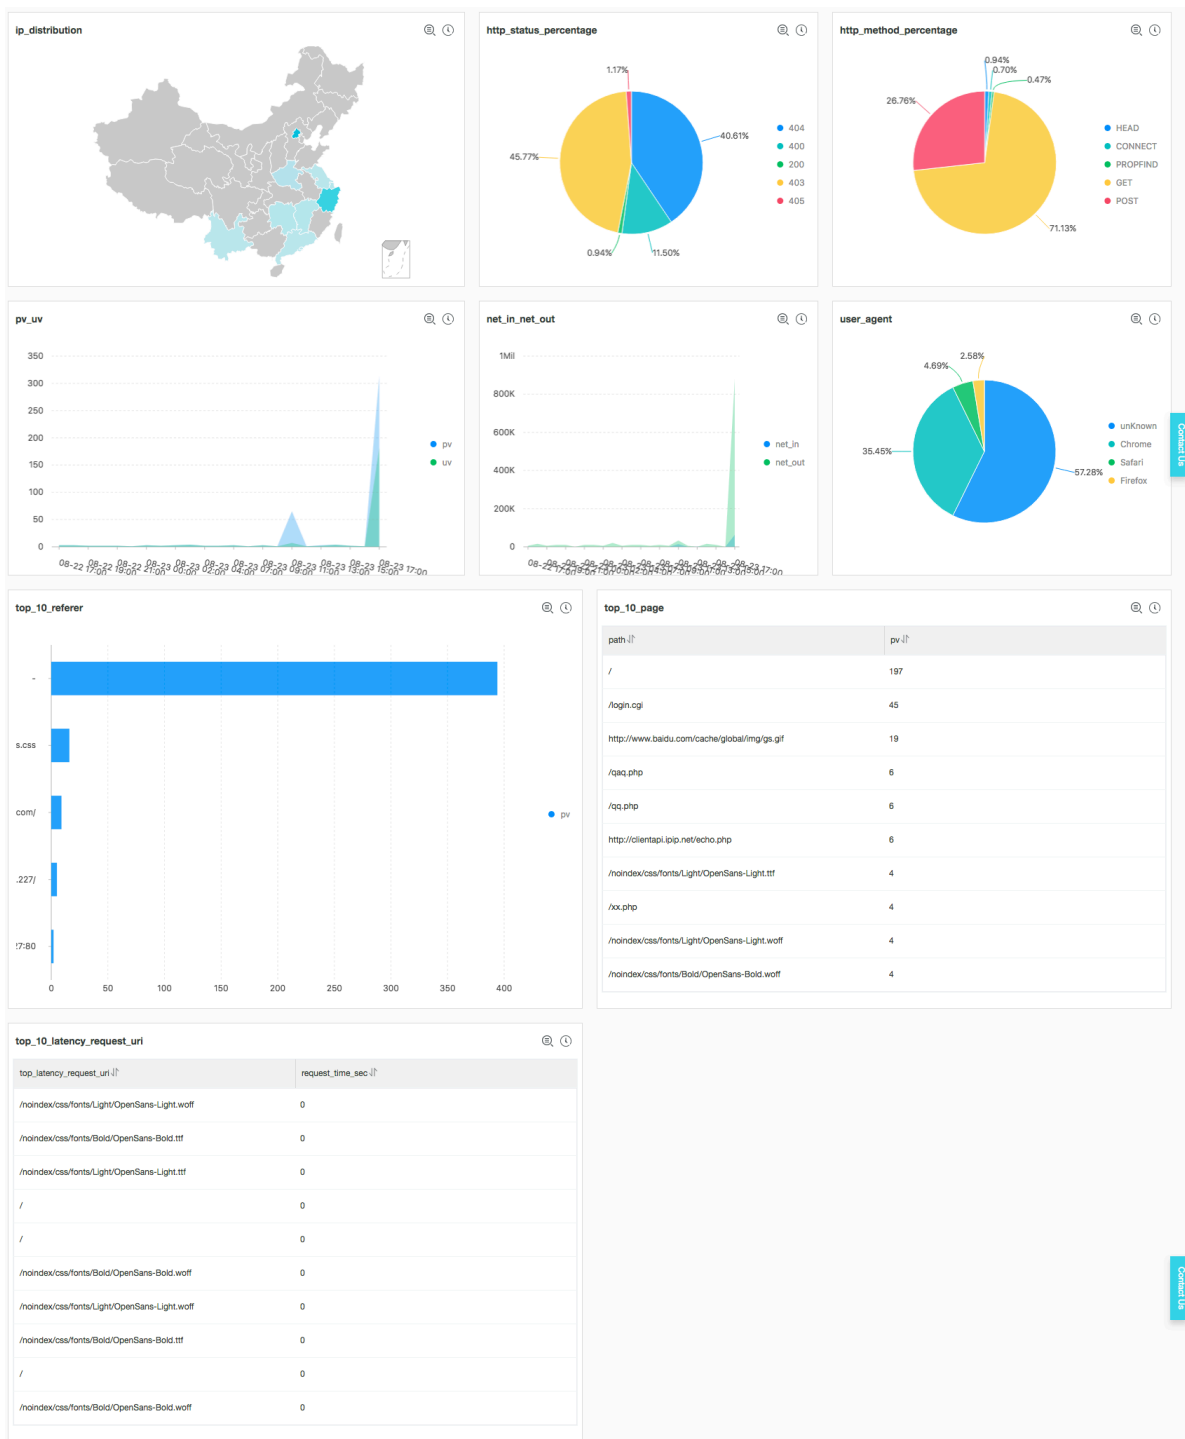 ip_distribution
http_status_percentage
1.17%
40.61%
45.77%
0.94%
11.50%
404
400
200
403
405
http_method_percentage
0.94%
0.70%
0.47%
26.76%
71.13%
HEAD
CONNECT
PROPFIND
GET
POST
pv_uv
350
300
250
200
150
100
50
0
pv
uv
net_in_net_out
1Mil
800K
600K
400K
200K
0
net_in
net_out
user_agent
2.58%
4.69%
35.45%
57.28%
unKnown
Chrome
Safari
Firefox
Contact Us
top_10_referer
-
s.css
com/
.227/
27:80
0 50 100 150 200 250 300 350 400
pv
top_10_page
path pv
/ 197
/login.cgi 45
http://www.baidu.com/cache/global/img/gs.gif 19
/qaq.php 6
/qq.php 6
http://clientapi.ipip.net/echo.php 6
/noindex/css/fonts/Light/OpenSans-Light.ttf 4
/xx.php 4
/noindex/css/fonts/Light/OpenSans-Light.woff 4
/noindex/css/fonts/Bold/OpenSans-Bold.woff 4
top_10_latency_request_uri
top_latency_request_uri request_time_sec
/noindex/css/fonts/Light/OpenSans-Light.woff 0
/noindex/css/fonts/Bold/OpenSans-Bold.ttf 0
/noindex/css/fonts/Light/OpenSans-Light.ttf 0
/ 0
/ 0
/noindex/css/fonts/Bold/OpenSans-Bold.woff 0
/noindex/css/fonts/Light/OpenSans-Light.woff 0
/noindex/css/fonts/Bold/OpenSans-Bold.ttf 0
/ 0
/noindex/css/fonts/Bold/OpenSans-Bold.woff 0
Contact Us